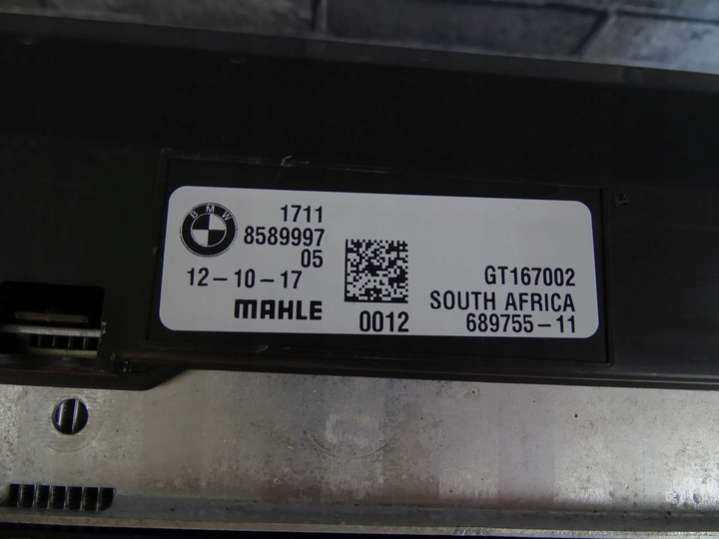 BMW
1711
8589997
05
12-10-17
MAHLE
0012
GT167002
SOUTH AFRICA
689755-11